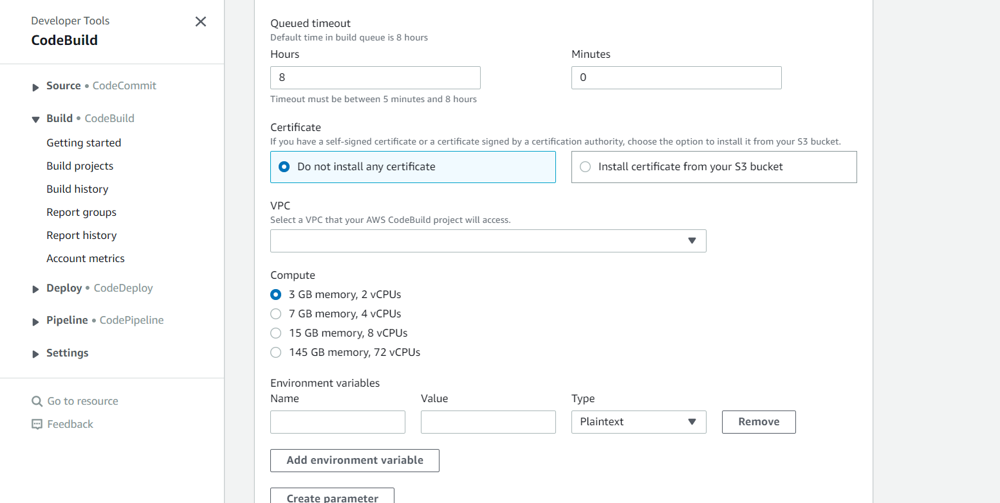 Developer Tools
CodeBuild
Source • CodeCommit
Build • CodeBuild
Getting started
Build projects
Build history
Report groups
Report history
Account metrics
Deploy • CodeDeploy
Pipeline • CodePipeline
Settings
Go to resource
Feedback
Queued timeout
Default time in build queue is 8 hours
Hours Minutes
8 0
Timeout must be between 5 minutes and 8 hours
Certificate
If you have a self-signed certificate or a certificate signed by a certification authority, choose the option to install it from your S3 bucket.
Do not install any certificate Install certificate from your S3 bucket
VPC
Select a VPC that your AWS CodeBuild project will access.
Compute
3 GB memory, 2 vCPUs
7 GB memory, 4 vCPUs
15 GB memory, 8 vCPUs
145 GB memory, 72 vCPUs
Environment variables
Name Value Type
Plaintext Remove
Add environment variable
Create parameter